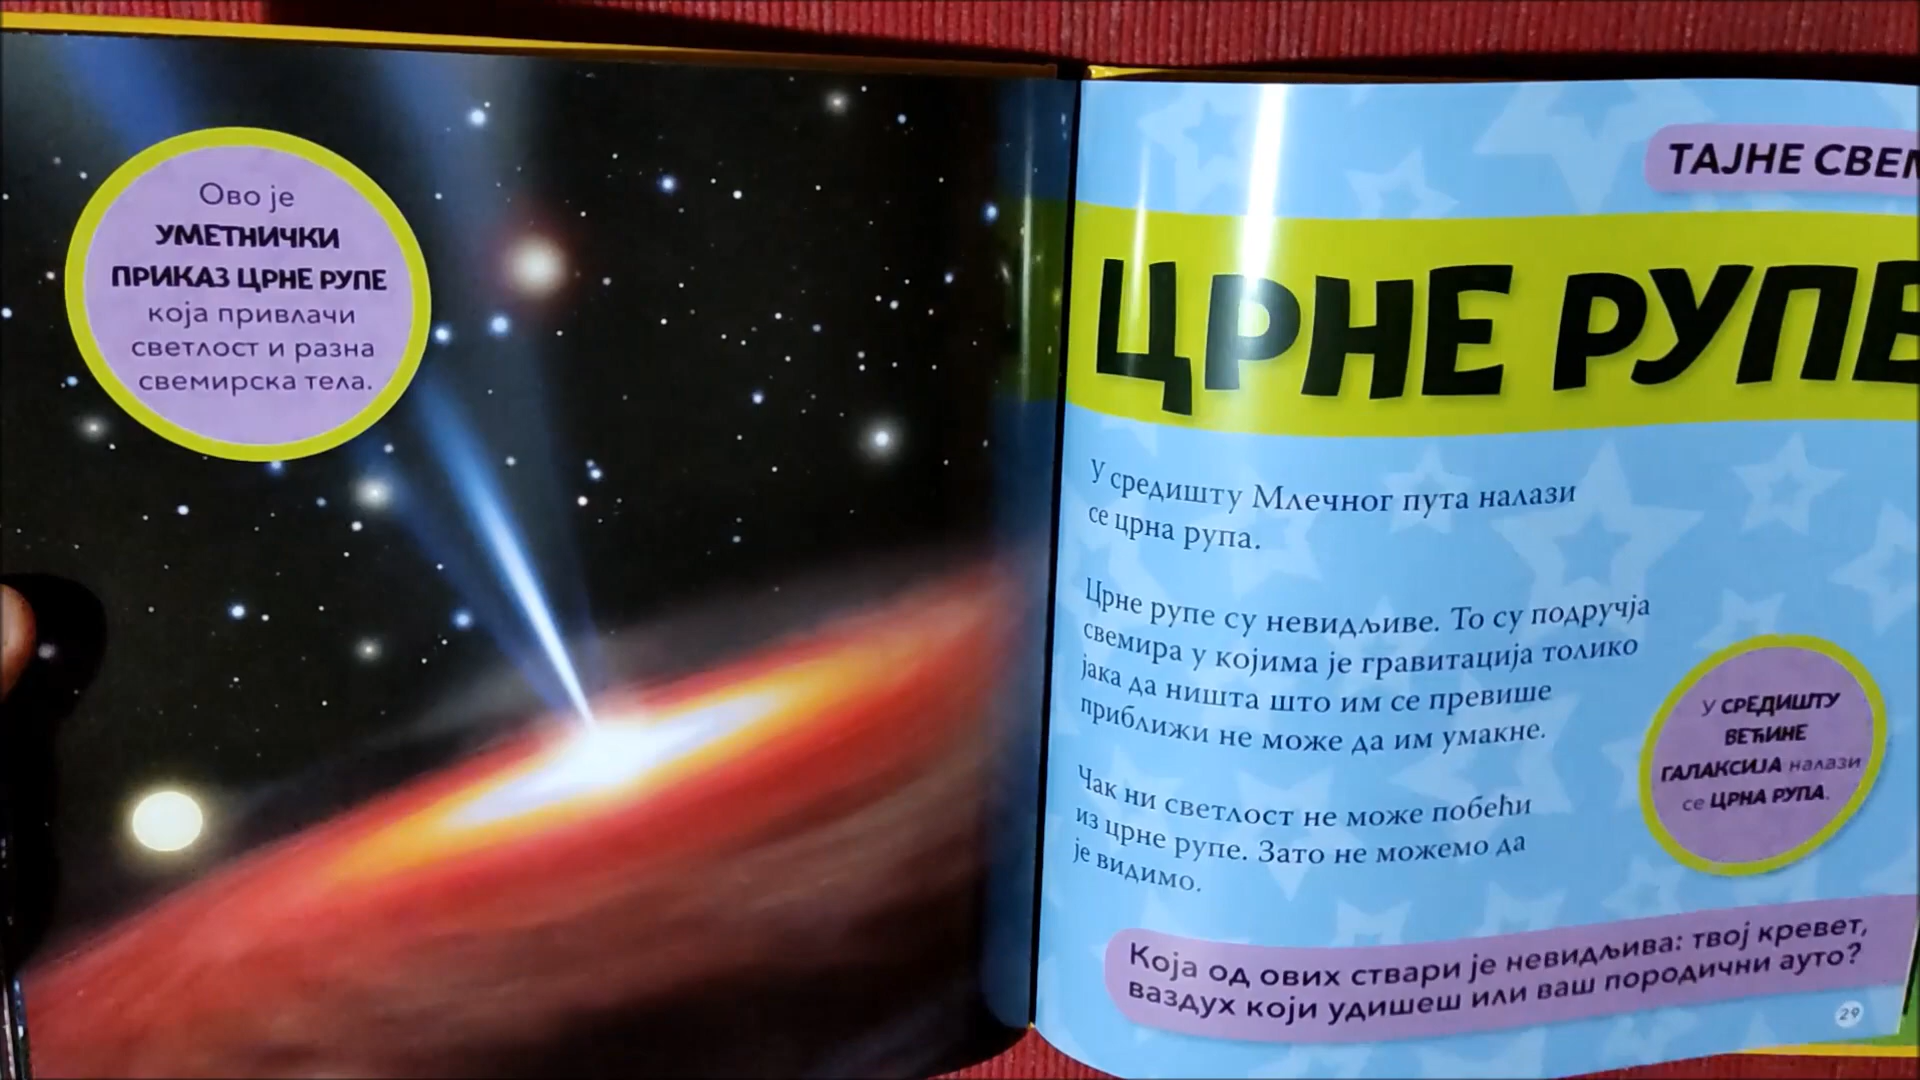 Ово је
УМЕТНИЧКИ
ПРИКАЗ ЦРНЕ РУПЕ
која привлачи
светлост и разна
свемирска тела.
ТАЈНЕ
ЦРНЕ РУПЕ
У средишту Млечног пута налази
се црна рупа.
Црне рупе су невидљиве. То су подручја
свемира у којима је гравитација толико
јака да ништа што им се превише
приближи не може да им умакне.
Чак ни светлост не може побећи
из црне рупе. Зато не можемо да
је видимо.
У СРЕДИШТУ
ВЕЋИНЕ
ГАЛАКСИЈА налази
се ЦРНА РУПА.
Која од ових ствари је невидљива: твој кревет,
ваздух који удишеш или ваш породични ауто?
29